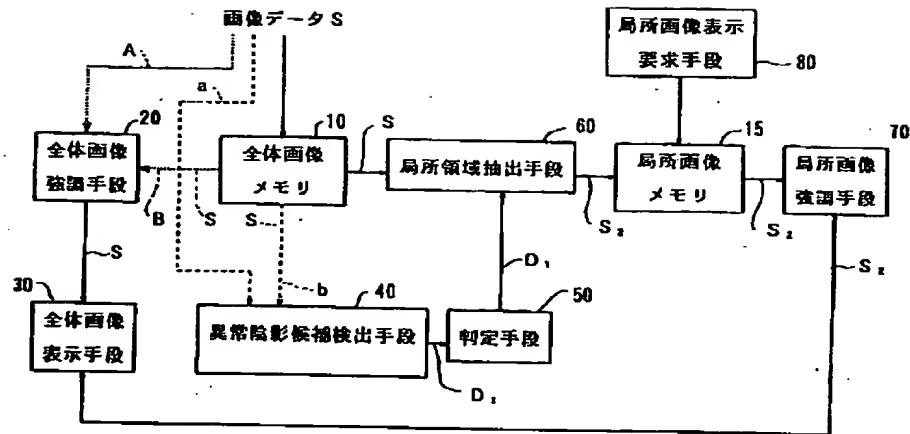 画像データS
局所画像表示
要求手段
80
A
a
20
全体画像
強調手段
10
全体画像
メモリ
S
60
局所領域抽出手段
15
局所画像
メモリ
70
局所画像
強調手段
B
S
S
S₂
S₂
S
b
D₁
S₂
30
全体画像
表示手段
40
異常陰影候補検出手段
50
判定手段
D₁